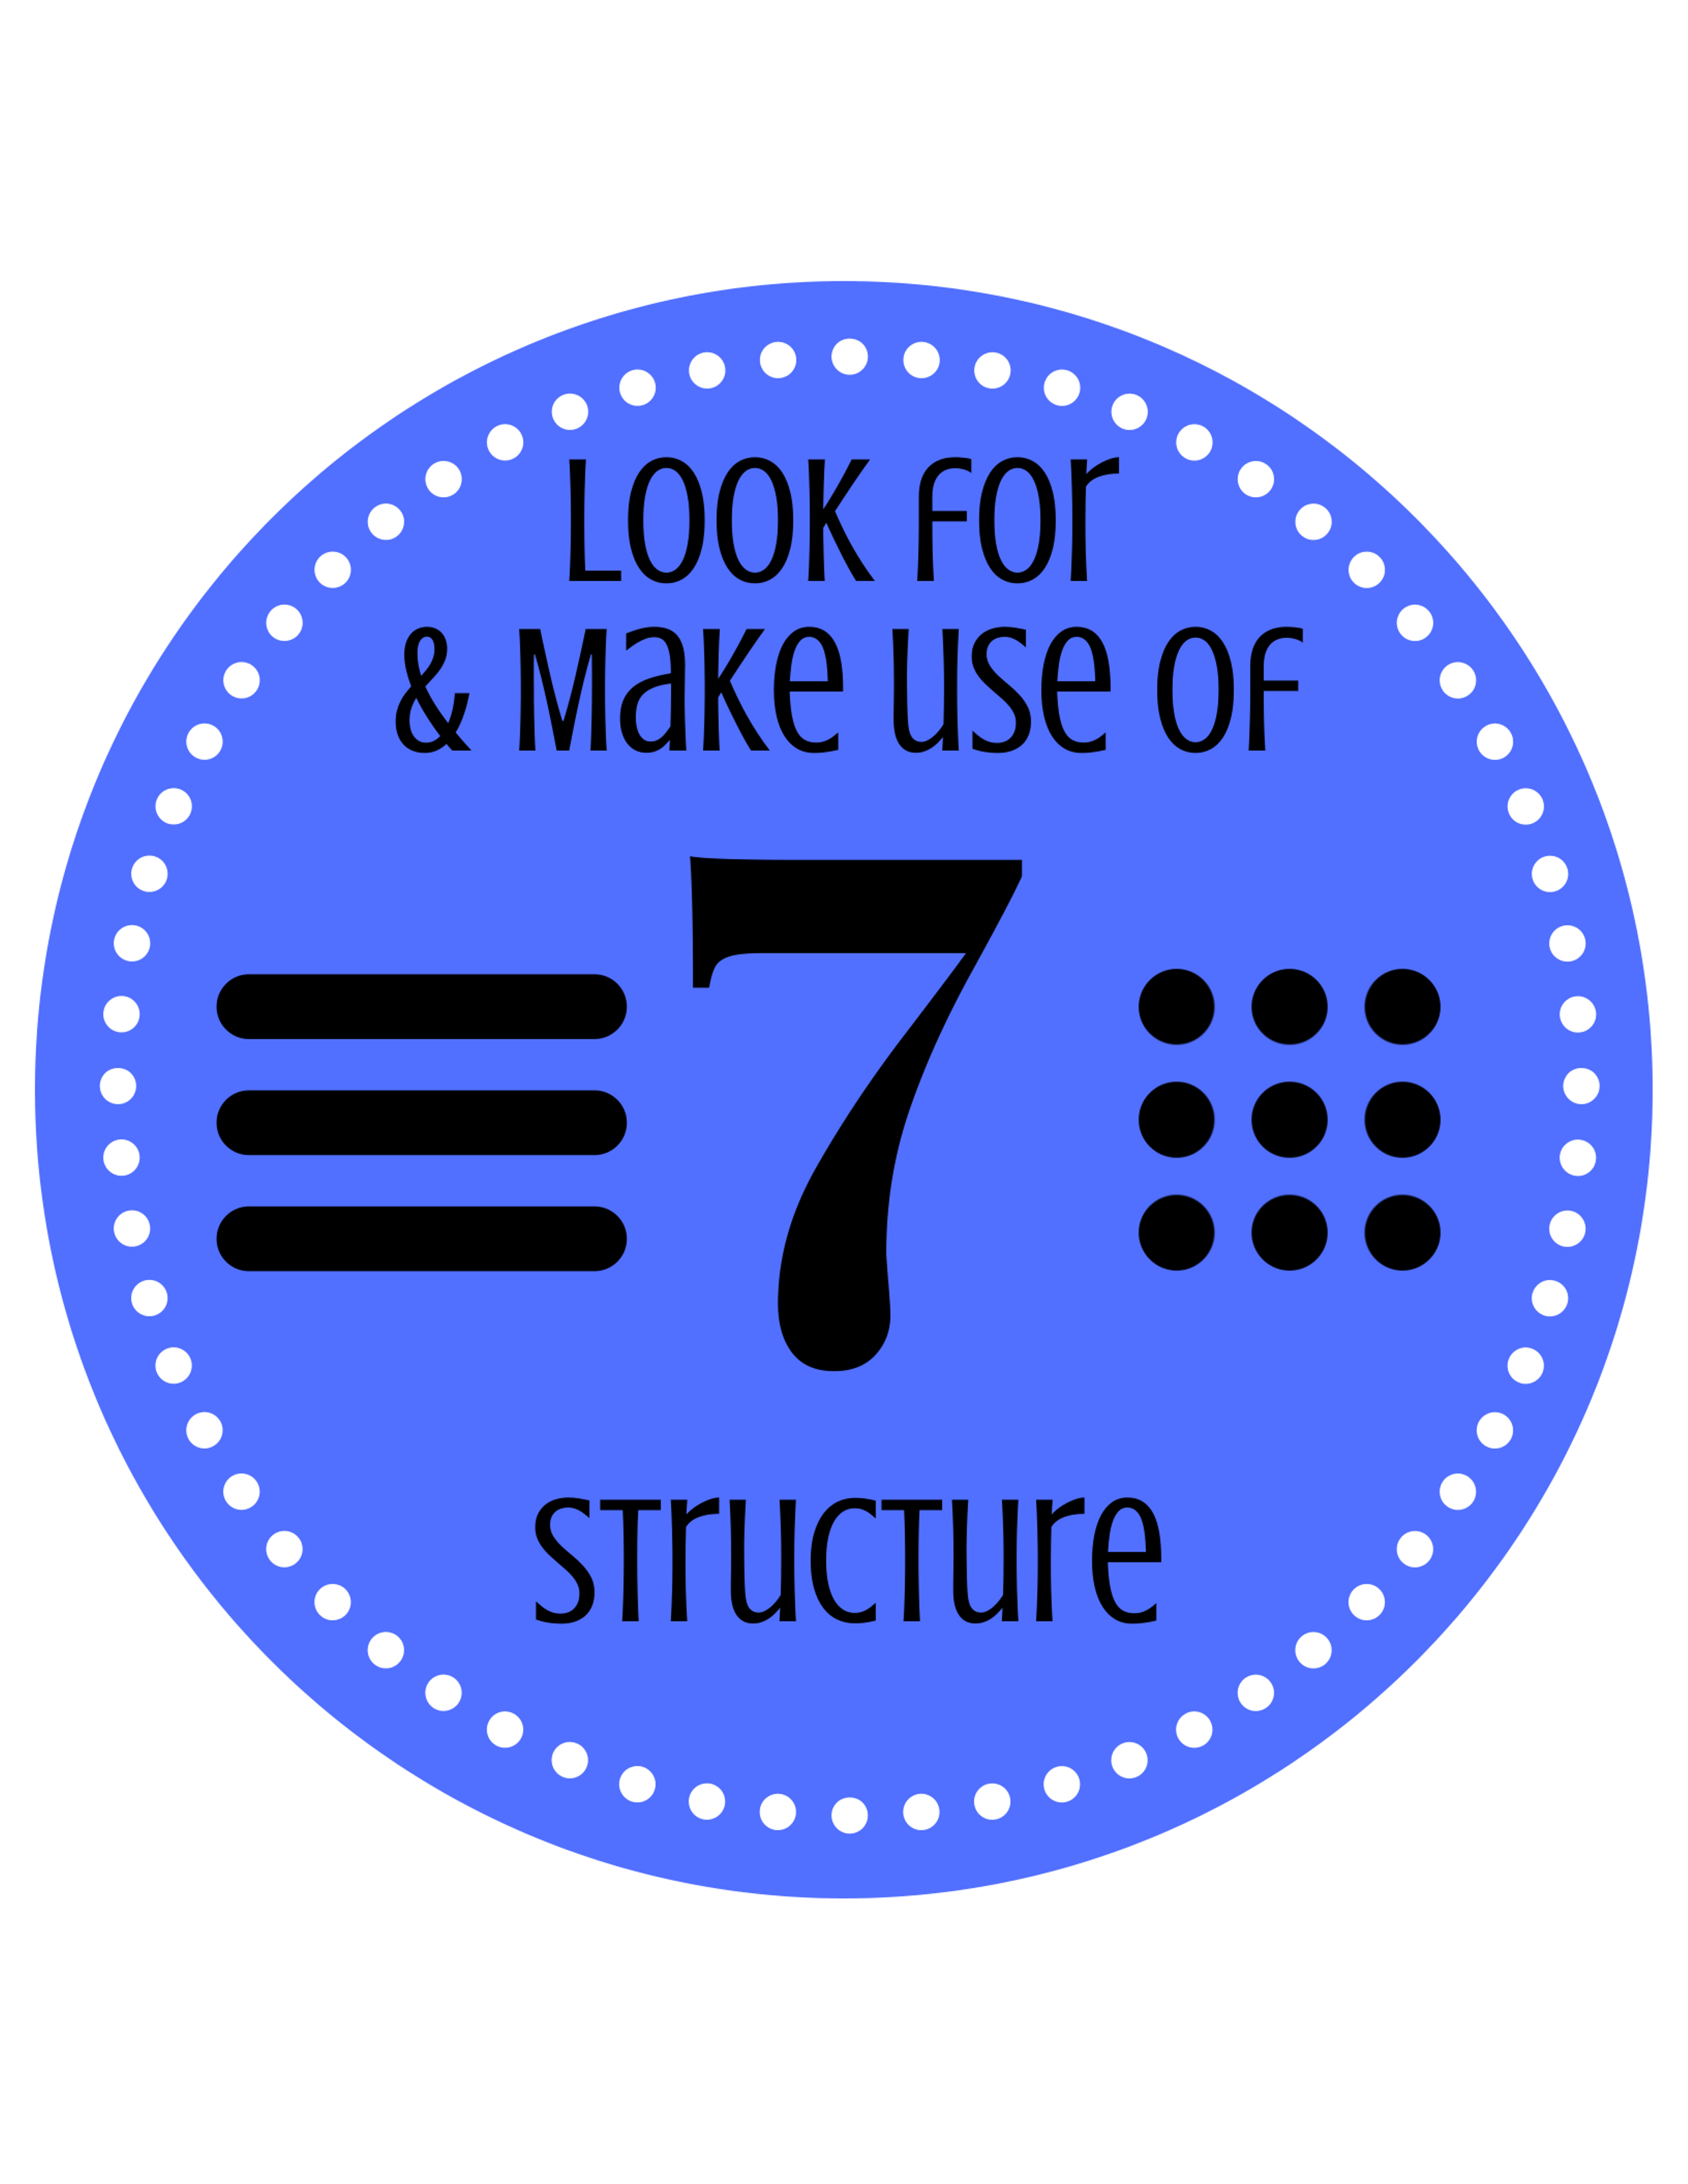 LOOK FOr
& MaKe USe OF
7
STrUCTUre